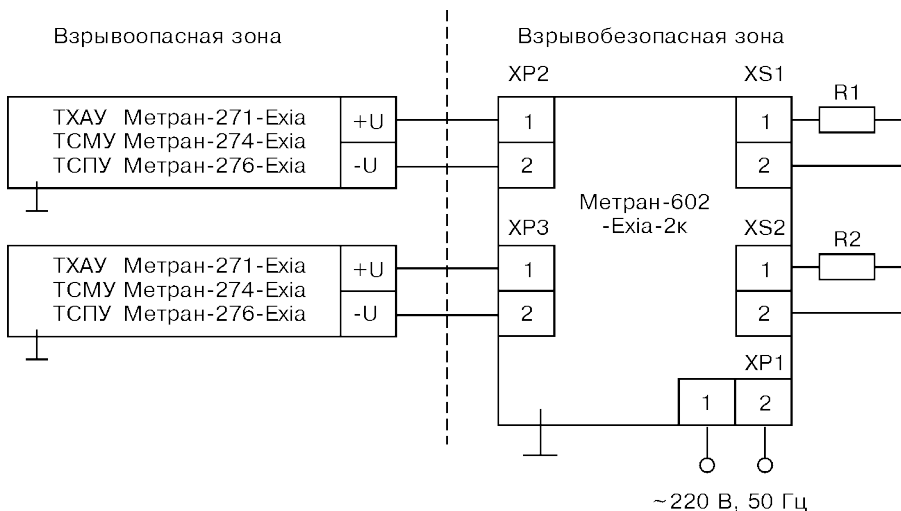 Взрывоопасная зона
Взрывобезопасная зона
XP2
XS1
R1
ТХАУ Метран-271-Exia
ТСМУ Метран-274-Exia
ТСПУ Метран-276-Exia
+U
-U
1
2
1
2
Метран-602
-Exia-2к
XP3
XS2
R2
ТХАУ Метран-271-Exia
ТСМУ Метран-274-Exia
ТСПУ Метран-276-Exia
+U
-U
1
2
1
2
XP1
1
2
~220 В, 50 Гц